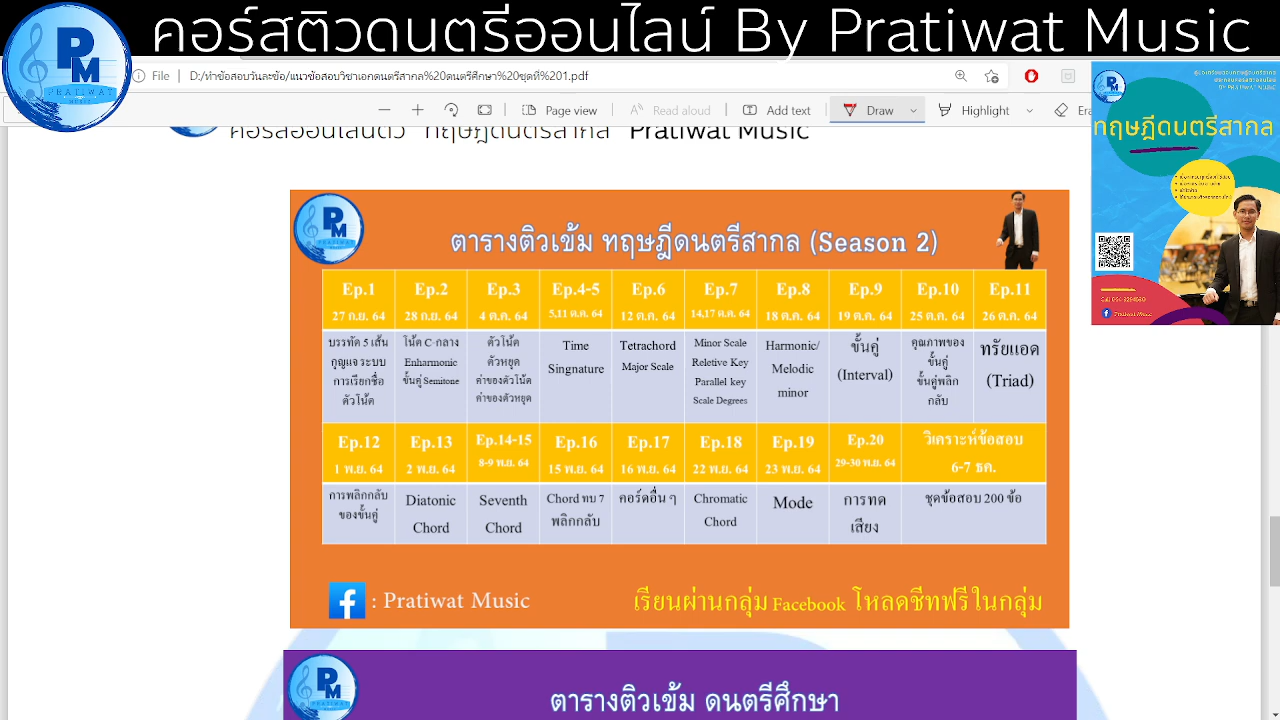 คอร์สติวดนตรีออนไลน์ By Pratiwat Music
File D:/ทำข้อสอบวันละข้อ/แนวข้อสอบวิชาเอกดนตรีสากล%20ดนตรีศึกษา%20ชุดที่%201.pdf
Page view Read aloud Add text Draw Highlight Era
คอร์สออนไลน์ติว "ทฤษฎีดนตรีสากล" Pratiwat Music
ตารางติวเข้ม ทฤษฎีดนตรีสากล (Season 2)
Ep.1 Ep.2 Ep.3 Ep.4-5 Ep.6 Ep.7 Ep.8 Ep.9 Ep.10 Ep.11
27 ก.ย. 64 28 ก.ย. 64 4 ต.ค. 64 5,11 ต.ค. 64 12 ต.ค. 64 14,17 ต.ค. 64 18 ต.ค. 64 19 ต.ค. 64 25 ต.ค. 64 26 ต.ค. 64
บรรทัด 5 เส้น
กุญแจ ระบบ
การเรียกชื่อ
ตัวโน้ต
โน้ต C-กลาง
Enharmonic
ขั้นคู่ Semitone
ตัวโน้ต
ตัวหยุด
ค่าของตัวโน้ต
ค่าของตัวหยุด
Time
Singnature
Tetrachord
Major Scale
Minor Scale
Reletive Key
Parallel key
Scale Degrees
Harmonic/
Melodic
minor
ขั้นคู่
(Interval)
คุณภาพของ
ขั้นคู่
ขั้นคู่พลิก
กลับ
ทรัยแอด
(Triad)
Ep.12 Ep.13 Ep.14-15 Ep.16 Ep.17 Ep.18 Ep.19 Ep.20 วิเคราะห์ข้อสอบ
1 พ.ย. 64 2 พ.ย. 64 8-9 พ.ย. 64 15 พ.ย. 64 16 พ.ย. 64 22 พ.ย. 64 23 พ.ย. 64 29-30 พ.ย. 64 6-7 ธค.
การพลิกกลับ
ของขั้นคู่
Diatonic
Chord
Seventh
Chord
Chord ทบ 7
พลิกกลับ
คอร์ดอื่น ๆ
Chromatic
Chord
Mode
การทด
เสียง
ชุดข้อสอบ 200 ข้อ
: Pratiwat Music
เรียนผ่านกลุ่ม Facebook โหลดชีทฟรีในกลุ่ม
ตารางติวเข้ม ดนตรีศึกษา
PM
PRATIWAT
MUSIC
BY PRATIWAT MUSIC
ทฤษฎีดนตรีสากล
Pratiwat Music